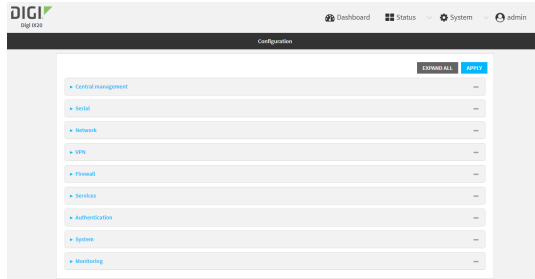 DIGI
Digi IX20
Dashboard Status System admin
Configuration
EXPAND ALL APPLY
Central management
Serial
Network
VPN
Firewall
Services
Authentication
System
Monitoring